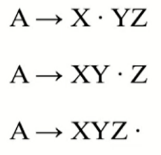 A → X · YZ
A → XY · Z
A → XYZ ·